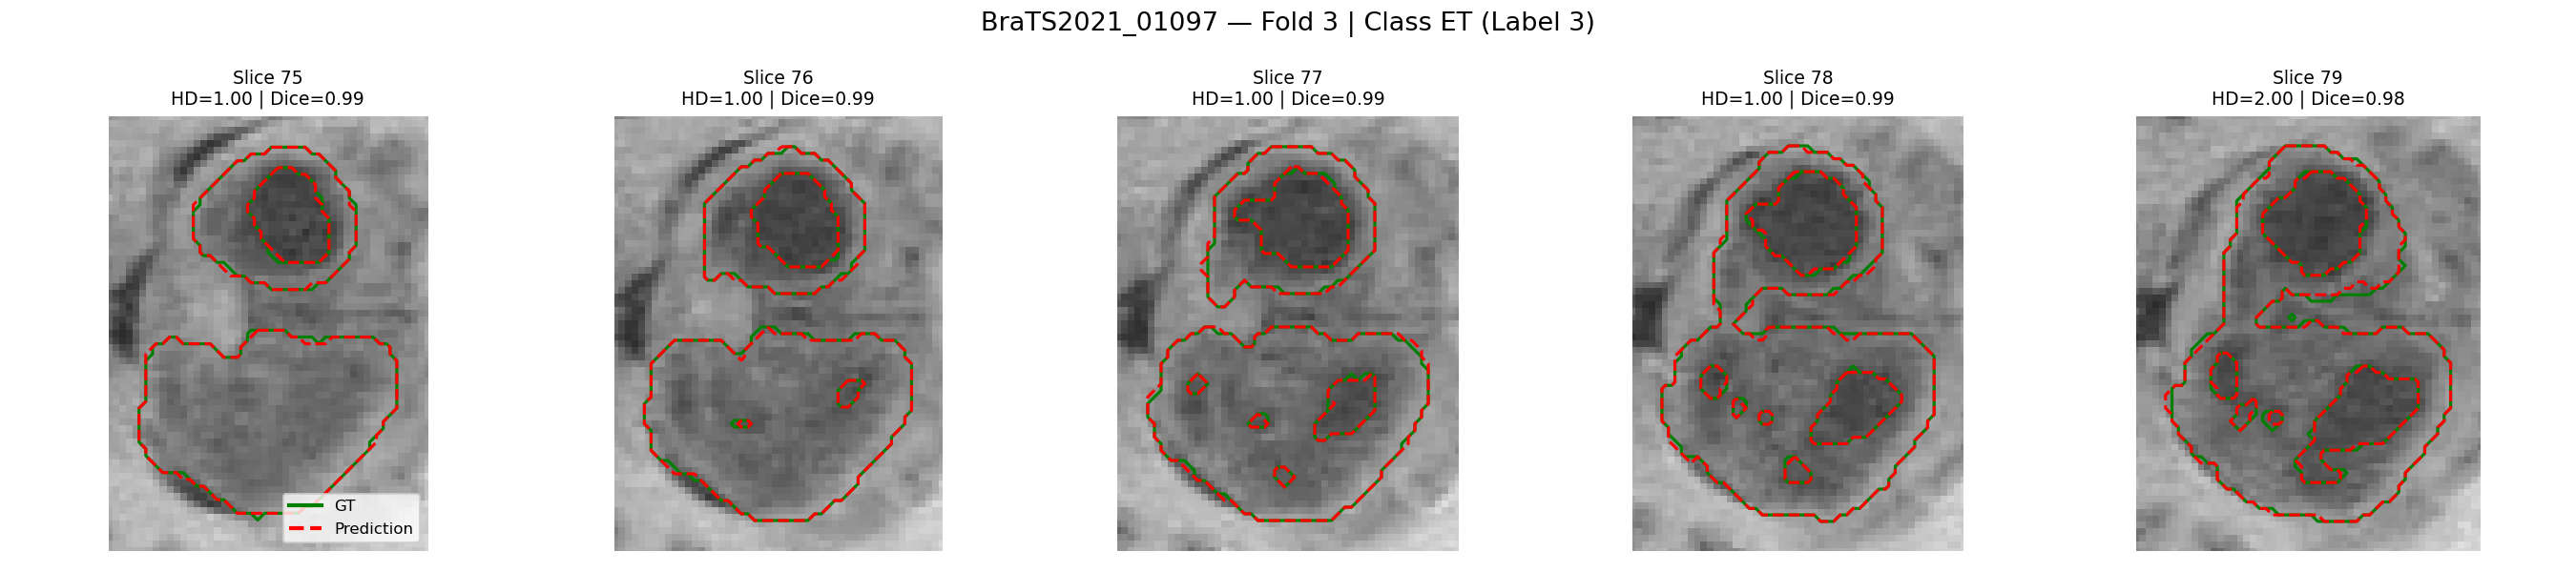 BraTS2021_01097 — Fold 3 | Class ET (Label 3)
Slice 75
HD=1.00 | Dice=0.99
Slice 76
HD=1.00 | Dice=0.99
Slice 77
HD=1.00 | Dice=0.99
Slice 78
HD=1.00 | Dice=0.99
Slice 79
HD=2.00 | Dice=0.98
GT
Prediction